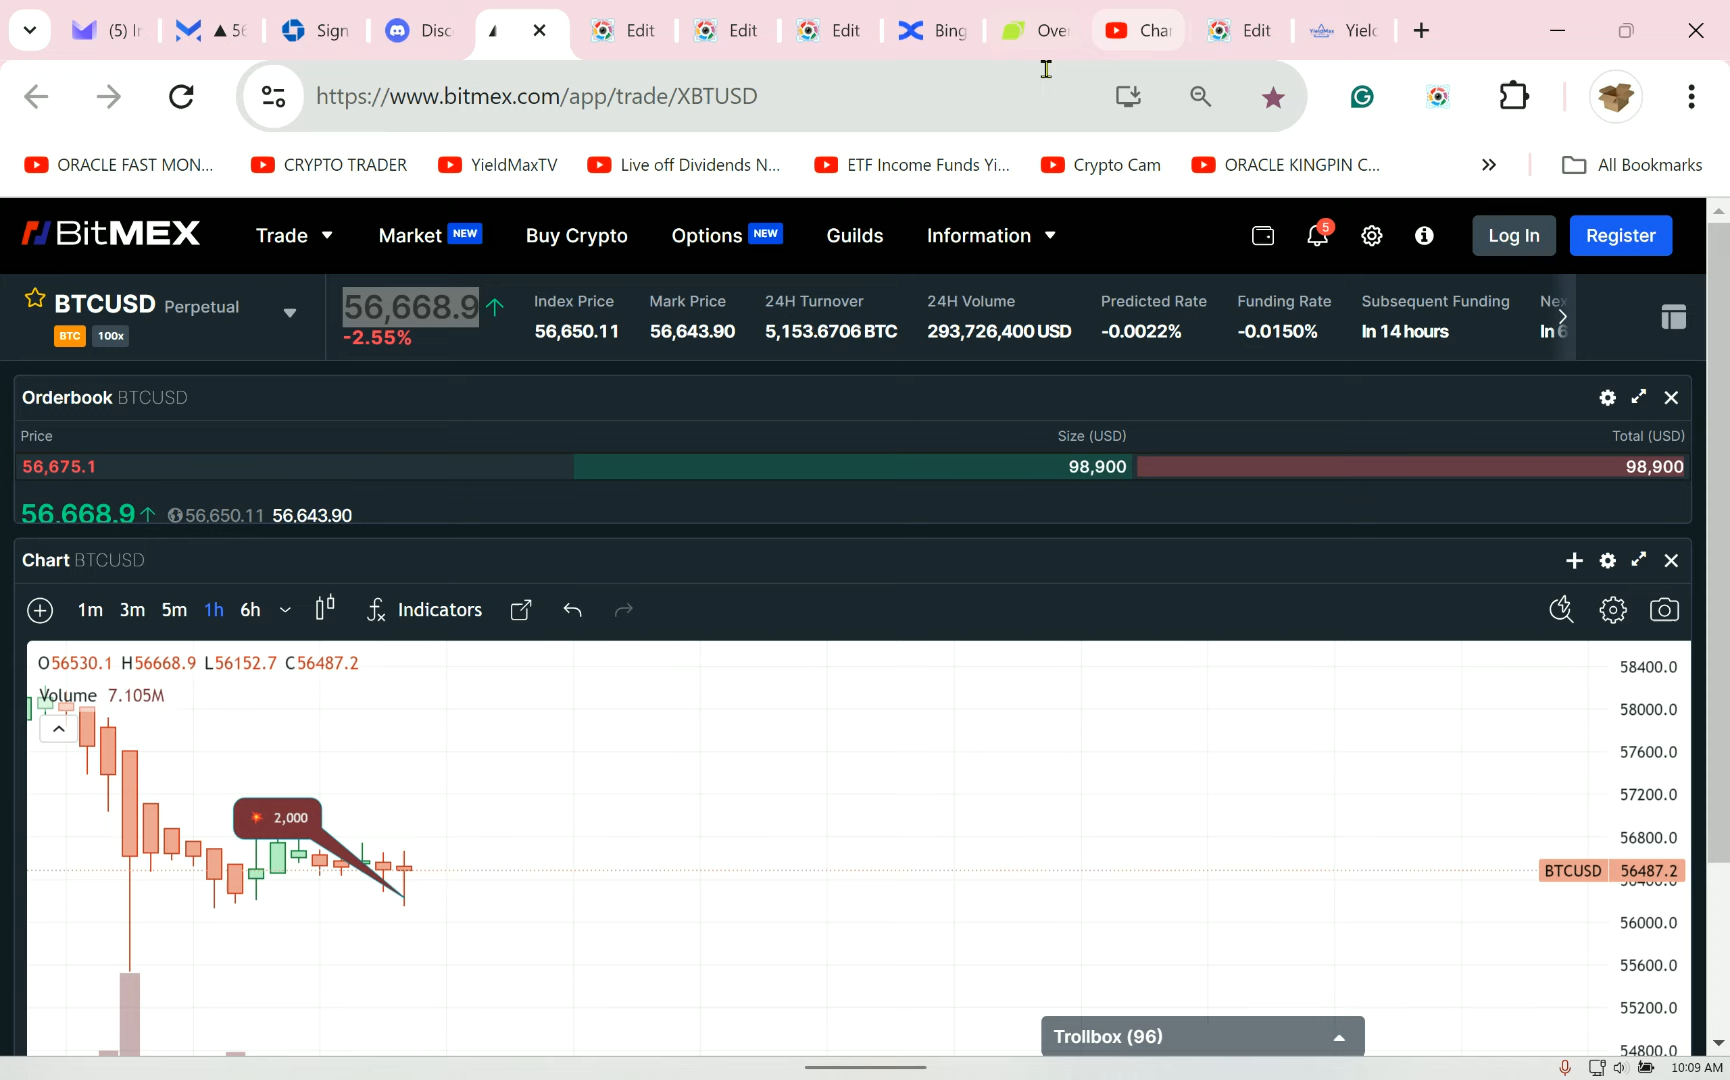 (5) In
56
Sign
Disc
Edit
Edit
Edit
Bing
Over
Char
Edit
Yield
https://www.bitmex.com/app/trade/XBTUSD
ORACLE FAST MON...
CRYPTO TRADER
YieldMaxTV
Live off Dividends N...
ETF Income Funds Yi...
Crypto Cam
ORACLE KINGPIN C...
»
All Bookmarks
BitMEX
Trade
Market NEW
Buy Crypto
Options NEW
Guilds
Information
5
Log In
Register
BTCUSD Perpetual
BTC 100x
56,668.9↑
-2.55%
Index Price
56,650.11
Mark Price
56,643.90
24H Turnover
5,153.6706 BTC
24H Volume
293,726,400 USD
Predicted Rate
-0.0022%
Funding Rate
-0.0150%
Subsequent Funding
In 14 hours
Nex
In 6
Orderbook BTCUSD
Price Size (USD) Total (USD)
56,675.1 98,900 98,900
56,668.9↑ 56,650.11 56,643.90
Chart BTCUSD
1m 3m 5m 1h 6h Indicators
O56530.1 H56668.9 L56152.7 C56487.2
Volume 7.105M
2,000
58400.0
58000.0
57600.0
57200.0
56800.0
BTCUSD 56487.2
56400.0
56000.0
55600.0
55200.0
54800.0
Trollbox (96)
10:09 AM